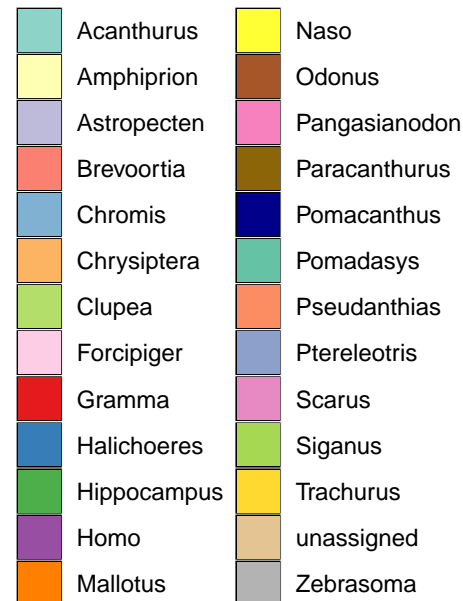 Acanthurus
Amphiprion
Astropecten
Brevoortia
Chromis
Chrysiptera
Clupea
Forcipiger
Gramma
Halichoeres
Hippocampus
Homo
Mallotus
Naso
Odonus
Pangasianodon
Paracanthurus
Pomacanthus
Pomadasys
Pseudanthias
Ptereleotris
Scarus
Siganus
Trachurus
unassigned
Zebrasoma